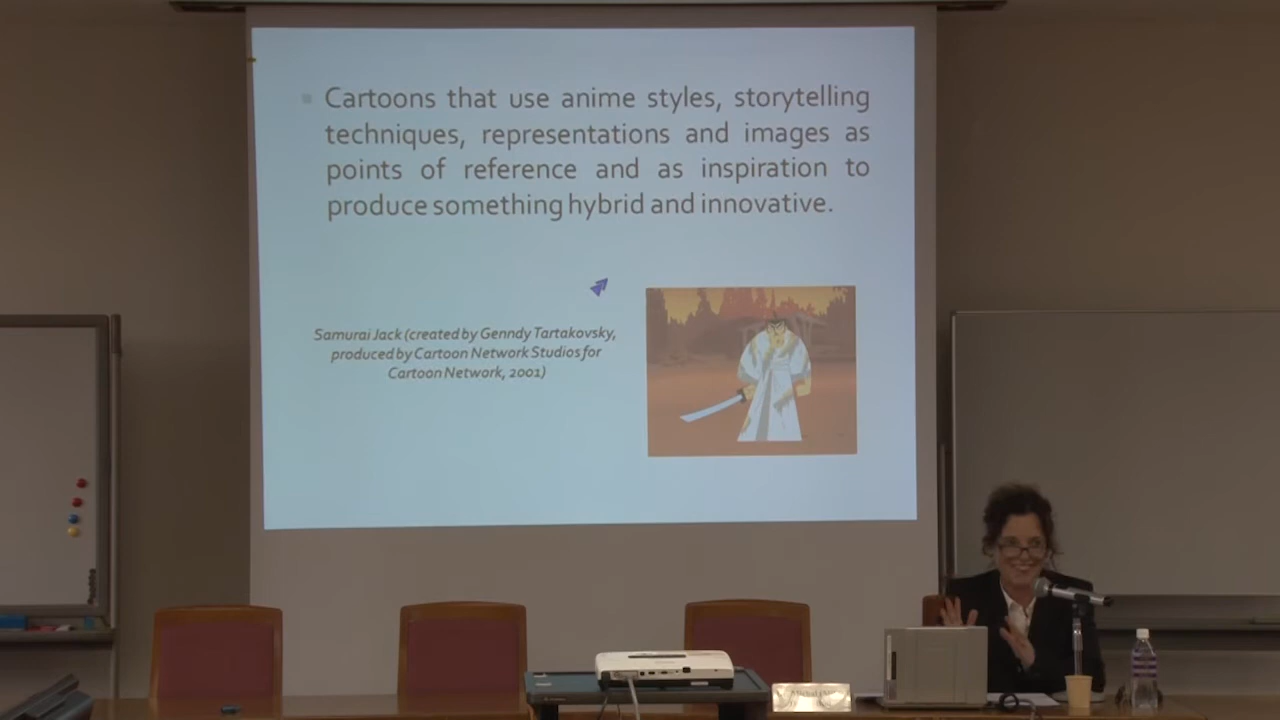 Cartoons that use anime styles, storytelling
techniques, representations and images as
points of reference and as inspiration to
produce something hybrid and innovative.
Samurai Jack (created by Genndy Tartakovsky,
produced by Cartoon Network Studios for
Cartoon Network, 2001)